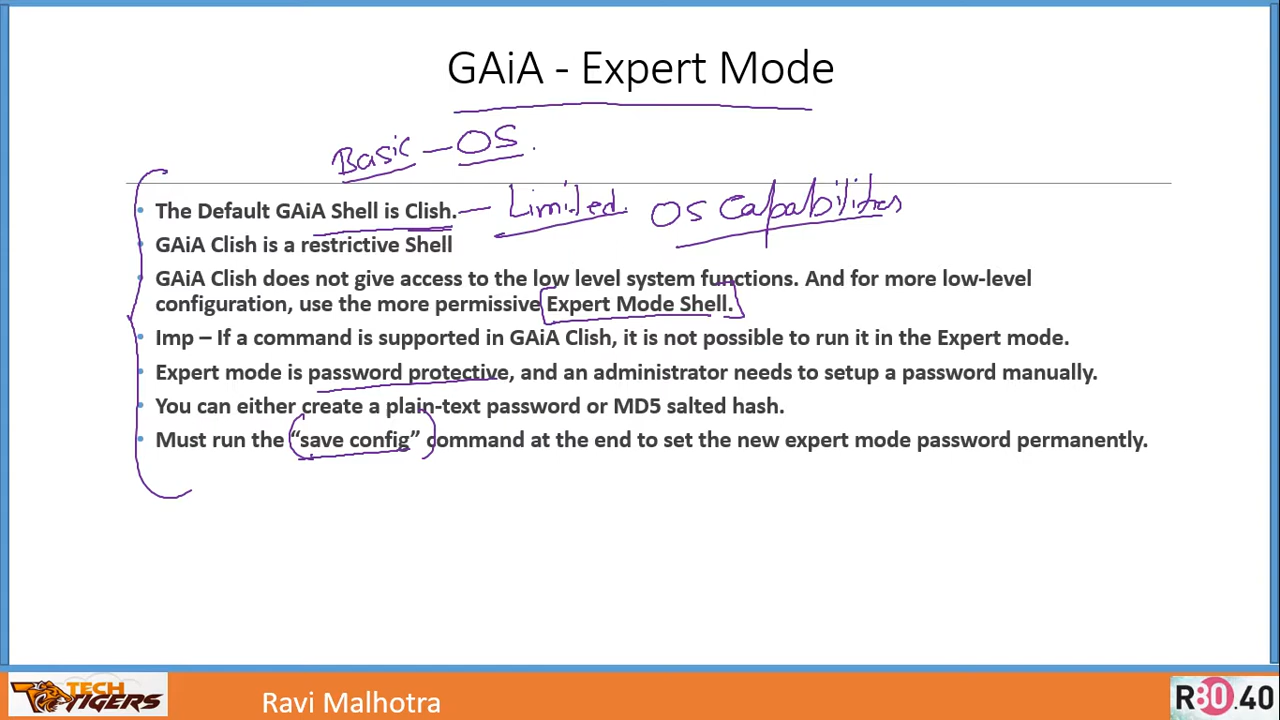 GAiA - Expert Mode
Basic - OS.
• The Default GAiA Shell is Clish. - Limited OS Capabilities
• GAiA Clish is a restrictive Shell
• GAiA Clish does not give access to the low level system functions. And for more low-level
configuration, use the more permissive Expert Mode Shell.
• Imp – If a command is supported in GAiA Clish, it is not possible to run it in the Expert mode.
• Expert mode is password protective, and an administrator needs to setup a password manually.
• You can either create a plain-text password or MD5 salted hash.
• Must run the “save config” command at the end to set the new expert mode password permanently.
TECH
TIGERS
Ravi Malhotra
R80.40